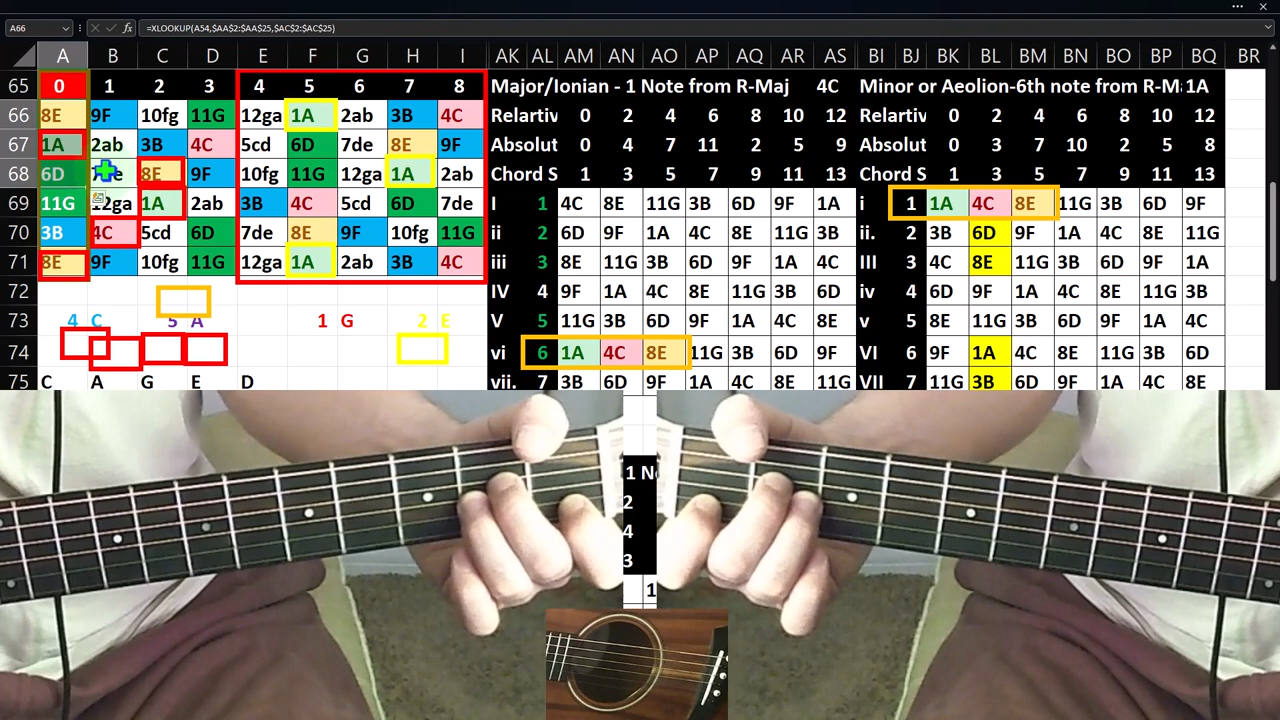 A66 =XLOOKUP(A54,$AA$2:$AA$25,$AC$2:$AC$25)
A B C D E F G H I AK AL AM AN AO AP AQ AR AS BI BJ BK BL BM BN BO BP BQ BR
65 0 1 2 3 4 5 6 7 8 Major/Ionian - 1 Note from R-Maj 4C Minor or Aeolion-6th note from R-Ma 1A
66 8E 9F 10fg 11G 12ga 1A 2ab 3B 4C Relartiv 0 2 4 6 8 10 12 Relartiv 0 2 4 6 8 10 12
67 1A 2ab 3B 4C 5cd 6D 7de 8E 9F Absolut 0 4 7 11 2 5 9 Absolut 0 3 7 10 2 5 8
68 6D 8E 9F 10fg 11G 12ga 1A 2ab Chord S 1 3 5 7 9 11 13 Chord S 1 3 5 7 9 11 13
69 11G 12ga 1A 2ab 3B 4C 5cd 6D 7de I 1 4C 8E 11G 3B 6D 9F 1A i 1 1A 4C 8E 11G 3B 6D 9F
70 3B 4C 5cd 6D 7de 8E 9F 10fg 11G ii 2 6D 9F 1A 4C 8E 11G 3B ii. 2 3B 6D 9F 1A 4C 8E 11G
71 8E 9F 10fg 11G 12ga 1A 2ab 3B 4C iii 3 8E 11G 3B 6D 9F 1A 4C III 3 4C 8E 11G 3B 6D 9F 1A
72 IV 4 9F 1A 4C 8E 11G 3B 6D iv 4 6D 9F 1A 4C 8E 11G 3B
73 4 C 5 A 1 G 2 E V 5 11G 3B 6D 9F 1A 4C 8E v 5 8E 11G 3B 6D 9F 1A 4C
74 vi 6 1A 4C 8E 11G 3B 6D 9F VI 6 9F 1A 4C 8E 11G 3B 6D
75 C A G E D vii. 7 3B 6D 9F 1A 4C 8E 11G VII 7 11G 3B 6D 9F 1A 4C 8E
1 No
2
4
3
1